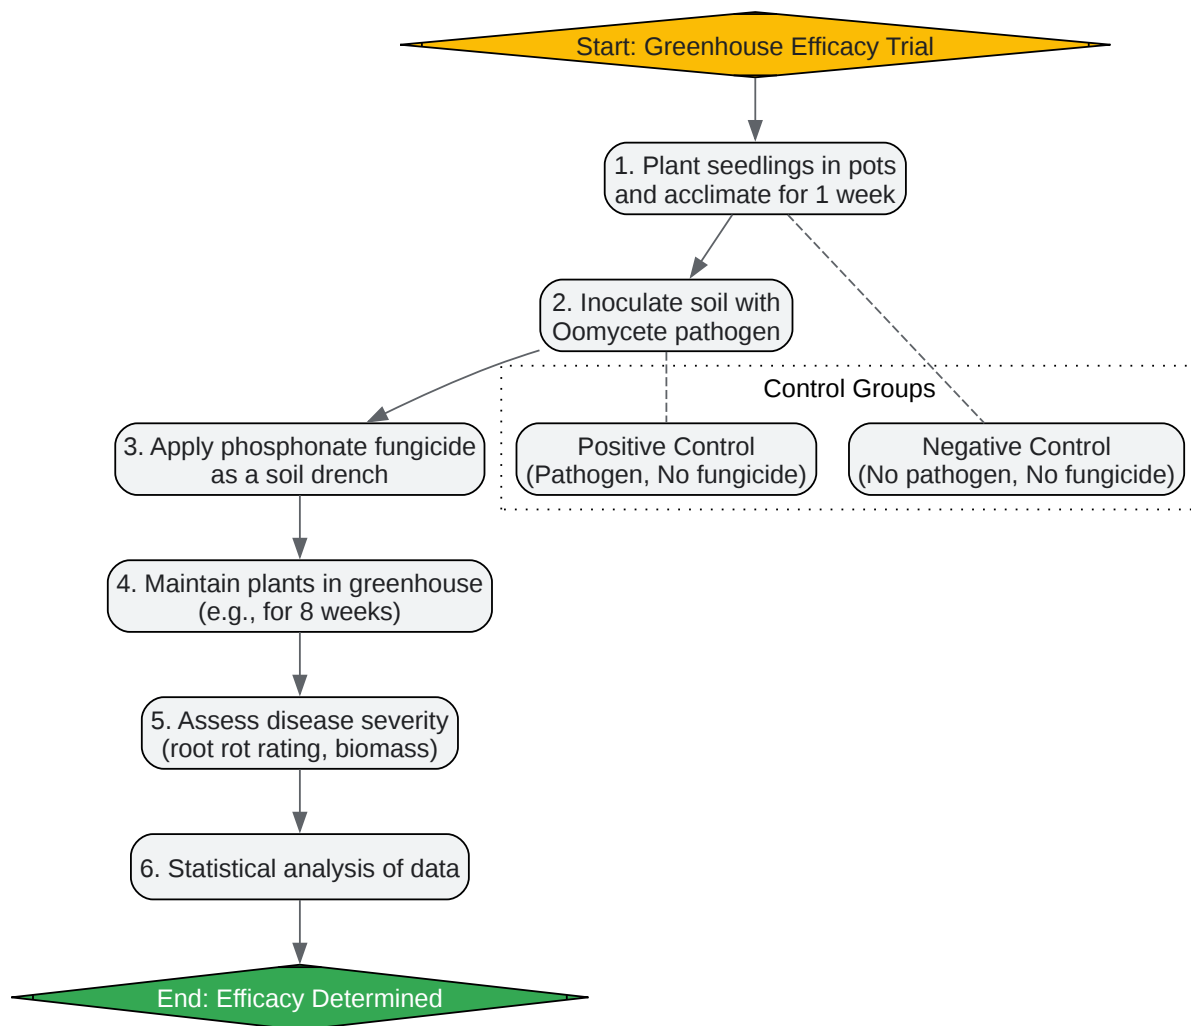 Start: Greenhouse Efficacy Trial
1. Plant seedlings in pots
and acclimate for 1 week
2. Inoculate soil with
Oomycete pathogen
Control Groups
3. Apply phosphonate fungicide
as a soil drench
Positive Control
(Pathogen, No fungicide)
Negative Control
(No pathogen, No fungicide)
4. Maintain plants in greenhouse
(e.g., for 8 weeks)
5. Assess disease severity
(root rot rating, biomass)
6. Statistical analysis of data
End: Efficacy Determined